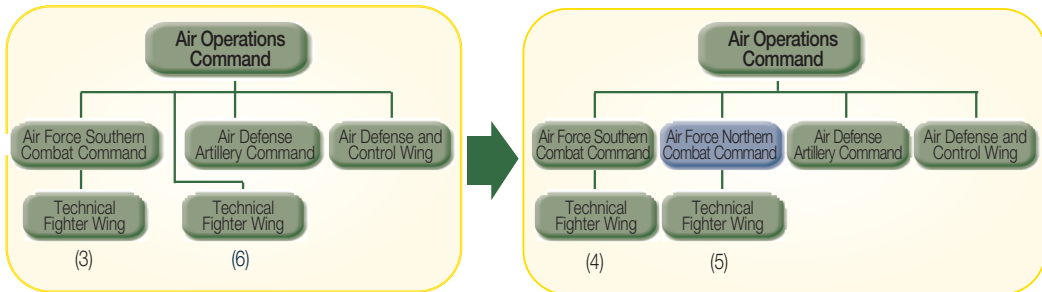 Air Operations
Command
Air Force Southern
Combat Command
Air Defense
Artillery Command
Air Defense and
Control Wing
Technical
Fighter Wing
(3)
Technical
Fighter Wing
(6)
Air Operations
Command
Air Force Southern
Combat Command
Air Force Northern
Combat Command
Air Defense
Artillery Command
Air Defense and
Control Wing
Technical
Fighter Wing
(4)
Technical
Fighter Wing
(5)